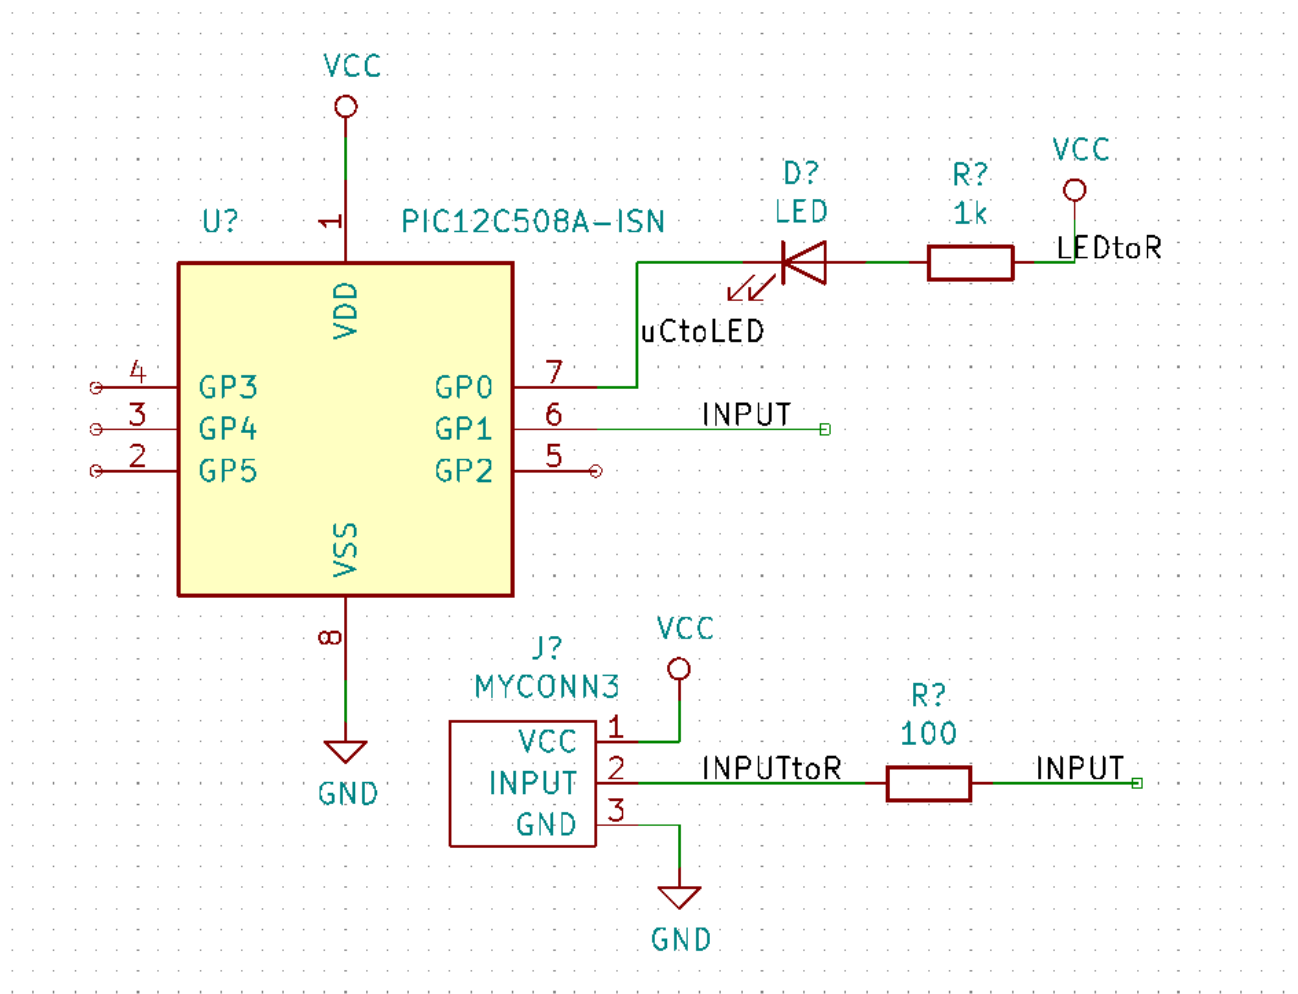 VCC
1
U?
PIC12C508A-ISN
VDD
D?
LED
R?
1k
VCC
LEDtoR
uCtoLED
4
GP3
GP0
7
3
GP4
GP1
6
INPUT
2
GP5
GP2
5
VSS
8
GND
J?
MYCONN3
VCC
VCC
1
INPUT
2
INPUTtoR
GND
3
GND
R?
100
INPUT